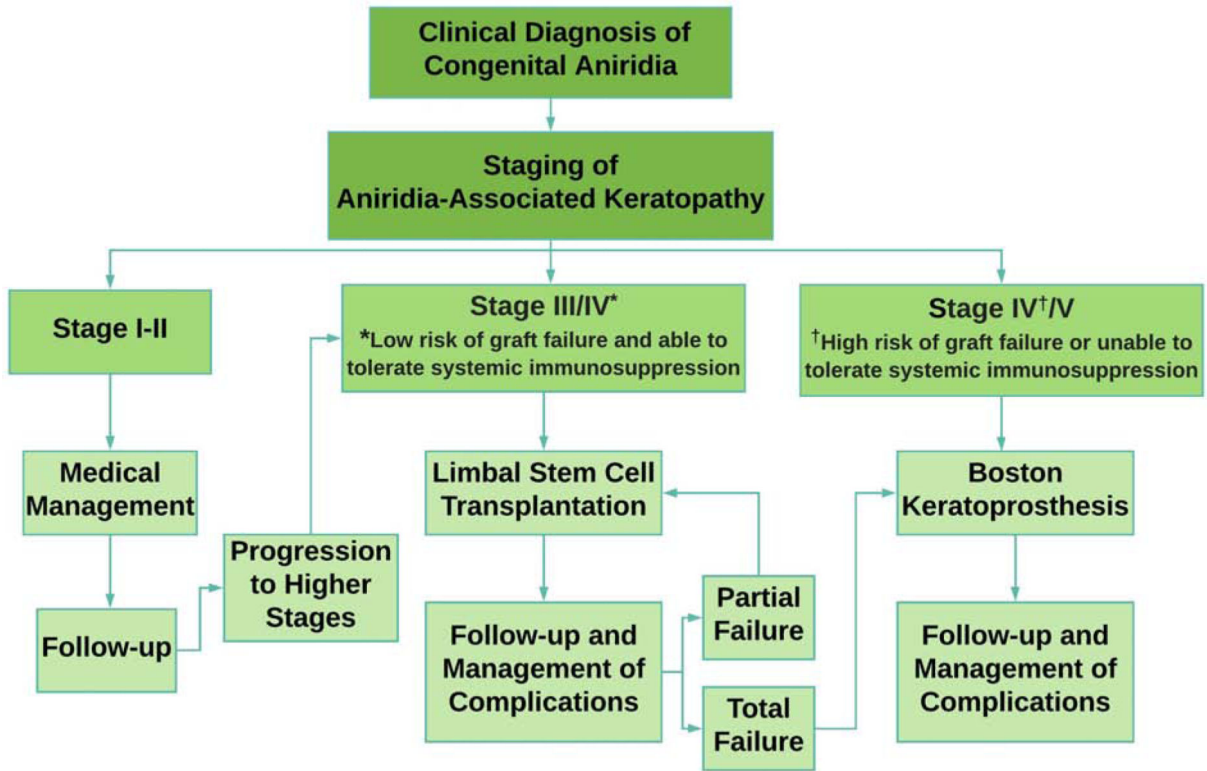 Clinical Diagnosis of
Congenital Aniridia
Staging of
Aniridia-Associated Keratopathy
Stage I-II
Stage III/IV*
*Low risk of graft failure and able to
tolerate systemic immunosuppression
Stage IV†/V
†High risk of graft failure or unable to
tolerate systemic immunosuppression
Medical
Management
Limbal Stem Cell
Transplantation
Boston
Keratoprosthesis
Follow-up
Progression
to Higher
Stages
Follow-up and
Management of
Complications
Partial
Failure
Total
Failure
Follow-up and
Management of
Complications